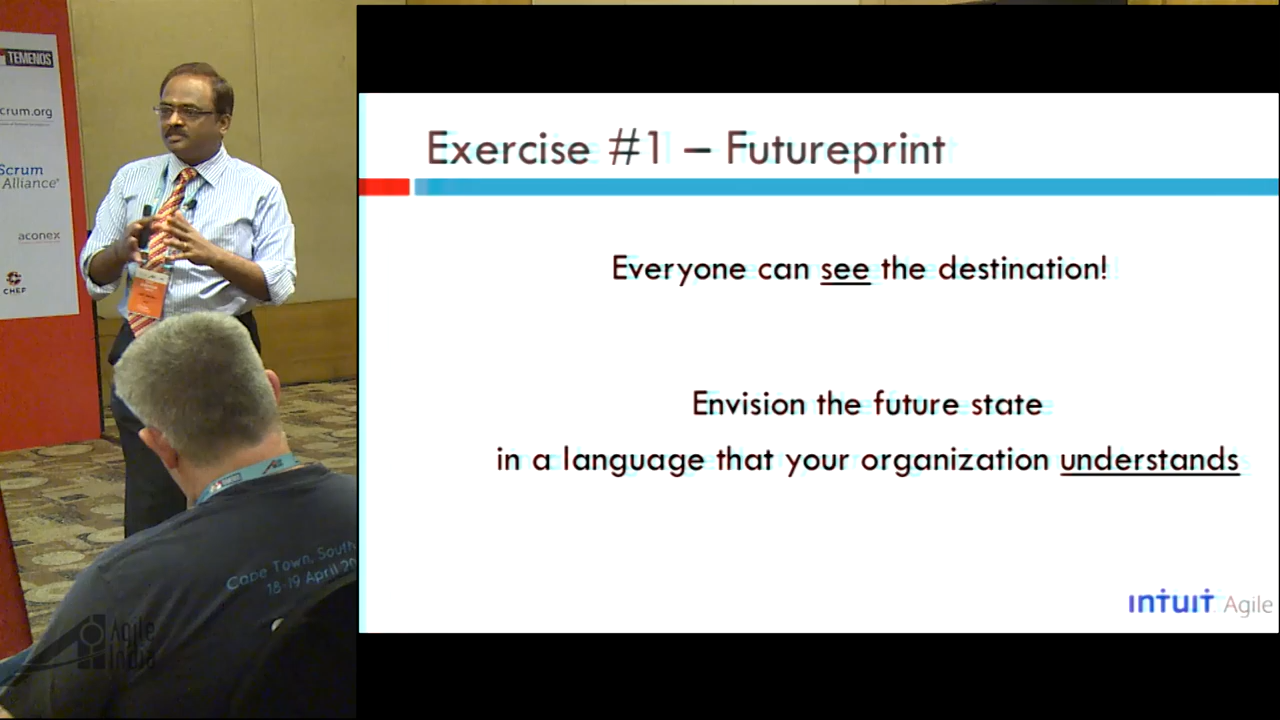 TEMENOS
crum.org
Scrum
Alliance
aconex
CHEF
Exercise #1 – Futureprint
Everyone can see the destination!
Envision the future state
in a language that your organization understands
INTUIT Agile
Cape Town, South
18-19 April 20
Agile
India